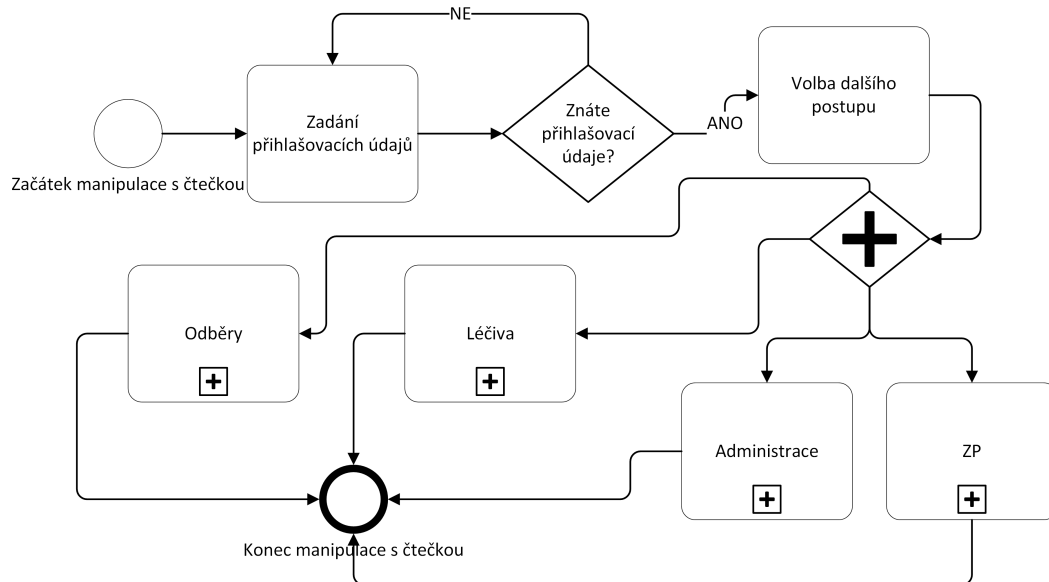 NE
Zadání
přihlašovacích údajů
Znáte
přihlašovací
údaje?
ANO
Volba dalšího
postupu
Začátek manipulace s čtečkou
Odběry
Léčiva
Administrace
ZP
Konec manipulace s čtečkou